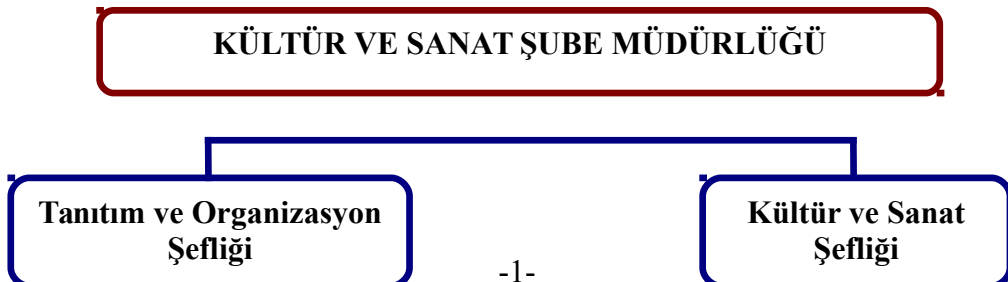 KÜLTÜR VE SANAT ŞUBE MÜDÜRLÜĞÜ
Tanıtım ve Organizasyon
Şefliği
Kültür ve Sanat
Şefliği
-1-